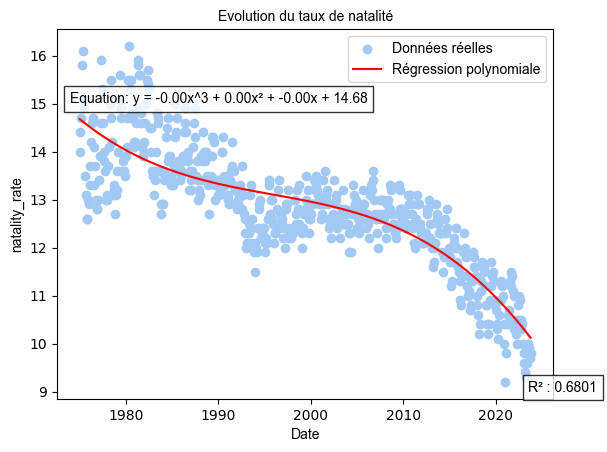 Evolution du taux de natalité
Données réelles
Régression polynomiale
Equation: y = -0.00x^3 + 0.00x² + -0.00x + 14.68
16
15
14
13
12
11
10
9
natality_rate
R² : 0.6801
1980
1990
2000
2010
2020
Date